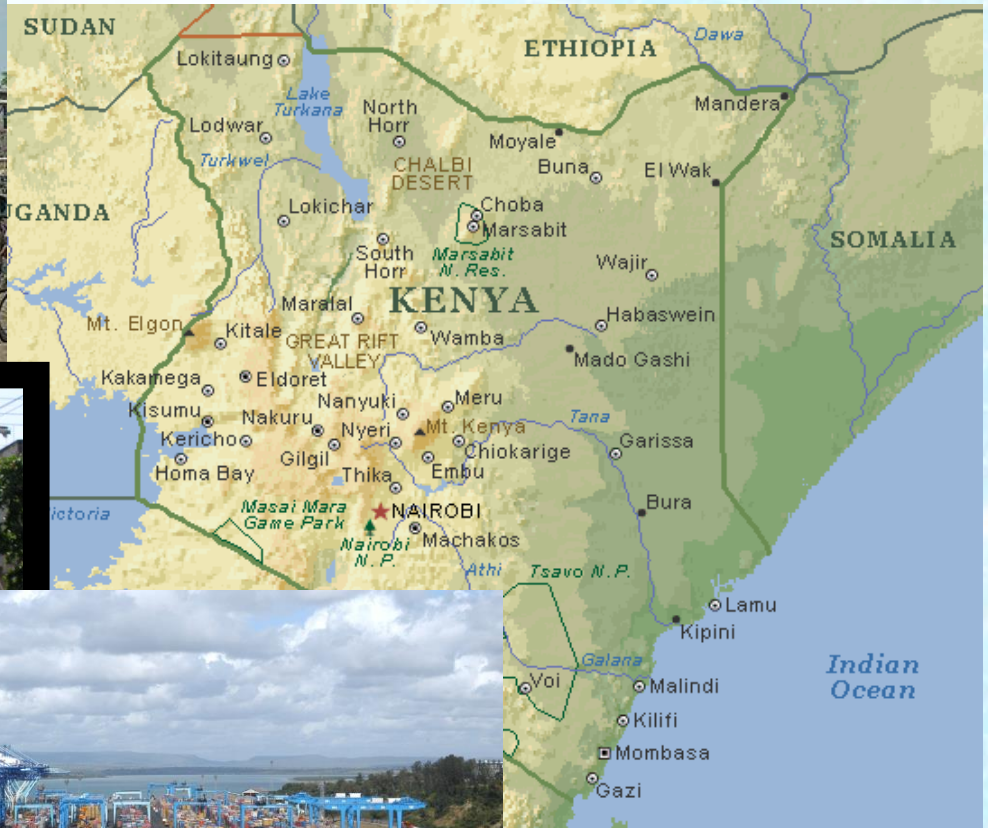 SUDAN
ETHIOPIA
Dawa
Lokitaung
Lake
Turkana
North
Horr
Mandera
Lodwar
Moyale
Turkwel
CHALBI
DESERT
Buna
El Wak
UGANDA
Lokichar
Choba
Marsabit
SOMALIA
South
Horr
Marsabit
N. Res.
Wajir
Maralal
KENYA
Habaswein
Mt. Elgon
Kitale
GREAT RIFT
VALLEY
Wamba
Mado Gashi
Kakamega
Eldoret
Nanyuki
Meru
Kisumu
Nakuru
Nyeri
Mt. Kenya
Tana
Kericho
Gilgil
Chiokarige
Garissa
Homa Bay
Thika
Embu
Masai Mara
Game Park
NAIROBI
Bura
ictoria
Nairobi
N.P.
Machakos
Athi
Tsavo N.P.
Lamu
Kipini
Galana
Indian
Ocean
Voi
Malindi
Kilifi
Mombasa
Gazi